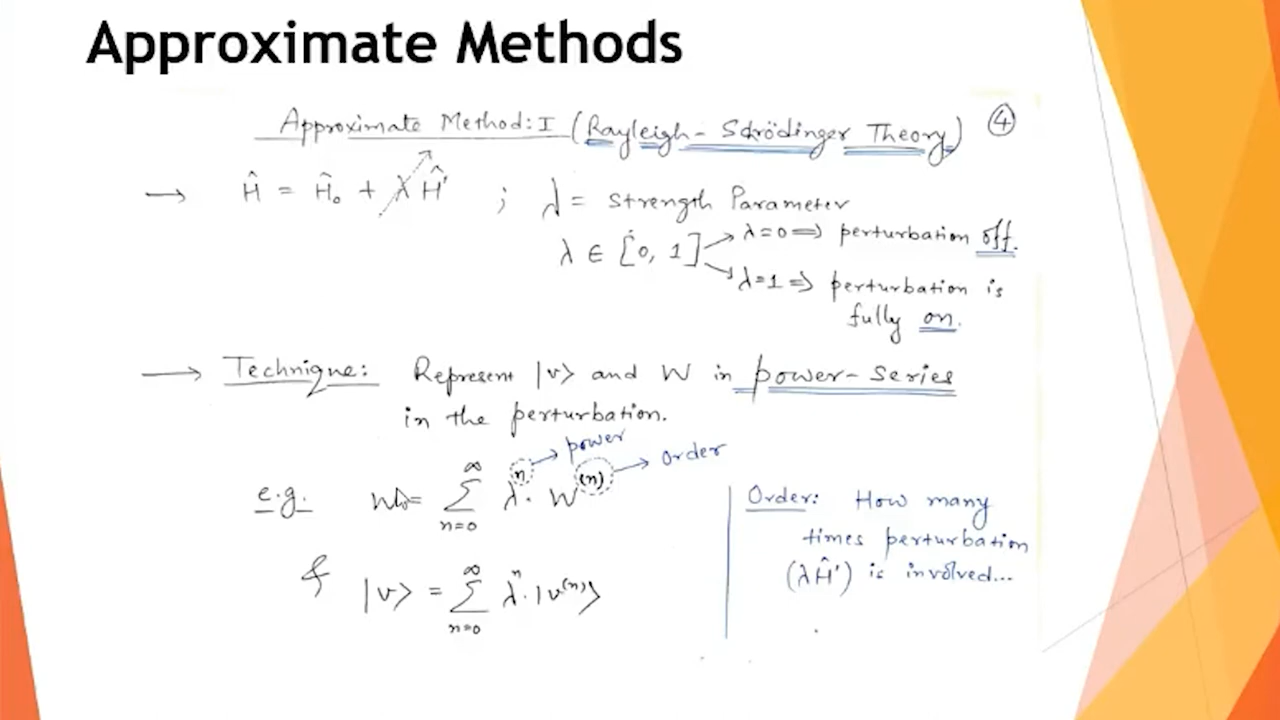 Approximate Methods
Approximate Method: I (Rayleigh-Schrödinger Theory) ④
→ Ĥ = Ĥ₀ + λĤ' ; λ = Strength Parameter
λ ∈ [0, 1]
λ=0 ⇒ perturbation off.
λ=1 ⇒ perturbation is
fully on.
→ Technique: Represent |v> and W in power-series
in the perturbation.
e.g. W = Σ_{n=0}^{∞} λⁿ · W⁽ⁿ⁾
→ power
→ order
& |v> = Σ_{n=0}^{∞} λⁿ · |v⁽ⁿ⁾>
Order: How many
times perturbation
(λĤ') is involved...